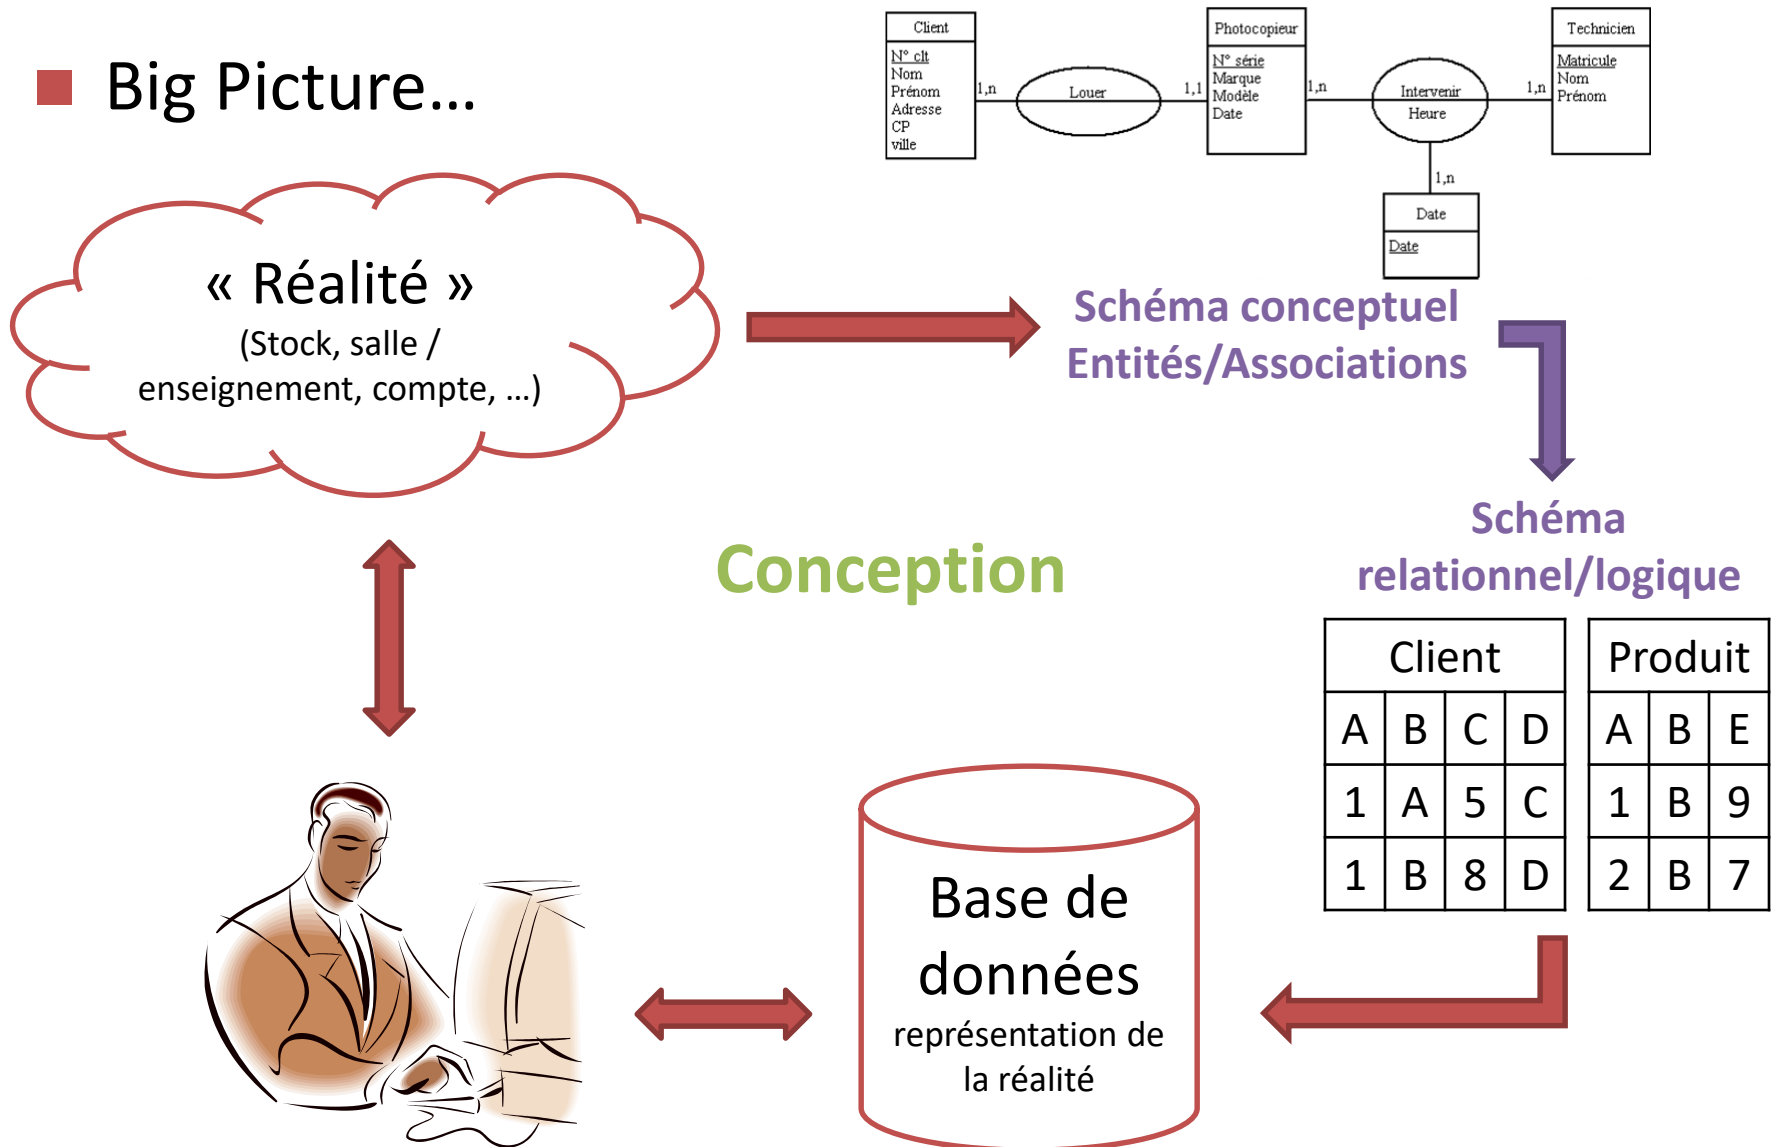 Big Picture...
Client
N° clt
Nom
Prénom
Adresse
CP
ville
1,n
Louer
1,1
Photocopieur
N° série
Marque
Modèle
Date
1,n
Intervenir
Heure
1,n
Technicien
Matricule
Nom
Prénom
1,n
Date
Date
« Réalité »
(Stock, salle /
enseignement, compte, ...)
Schéma conceptuel
Entités/Associations
Conception
Schéma
relationnel/logique
Client
A B C D
1 A 5 C
1 B 8 D
Produit
A B E
1 B 9
2 B 7
Base de
données
représentation de
la réalité